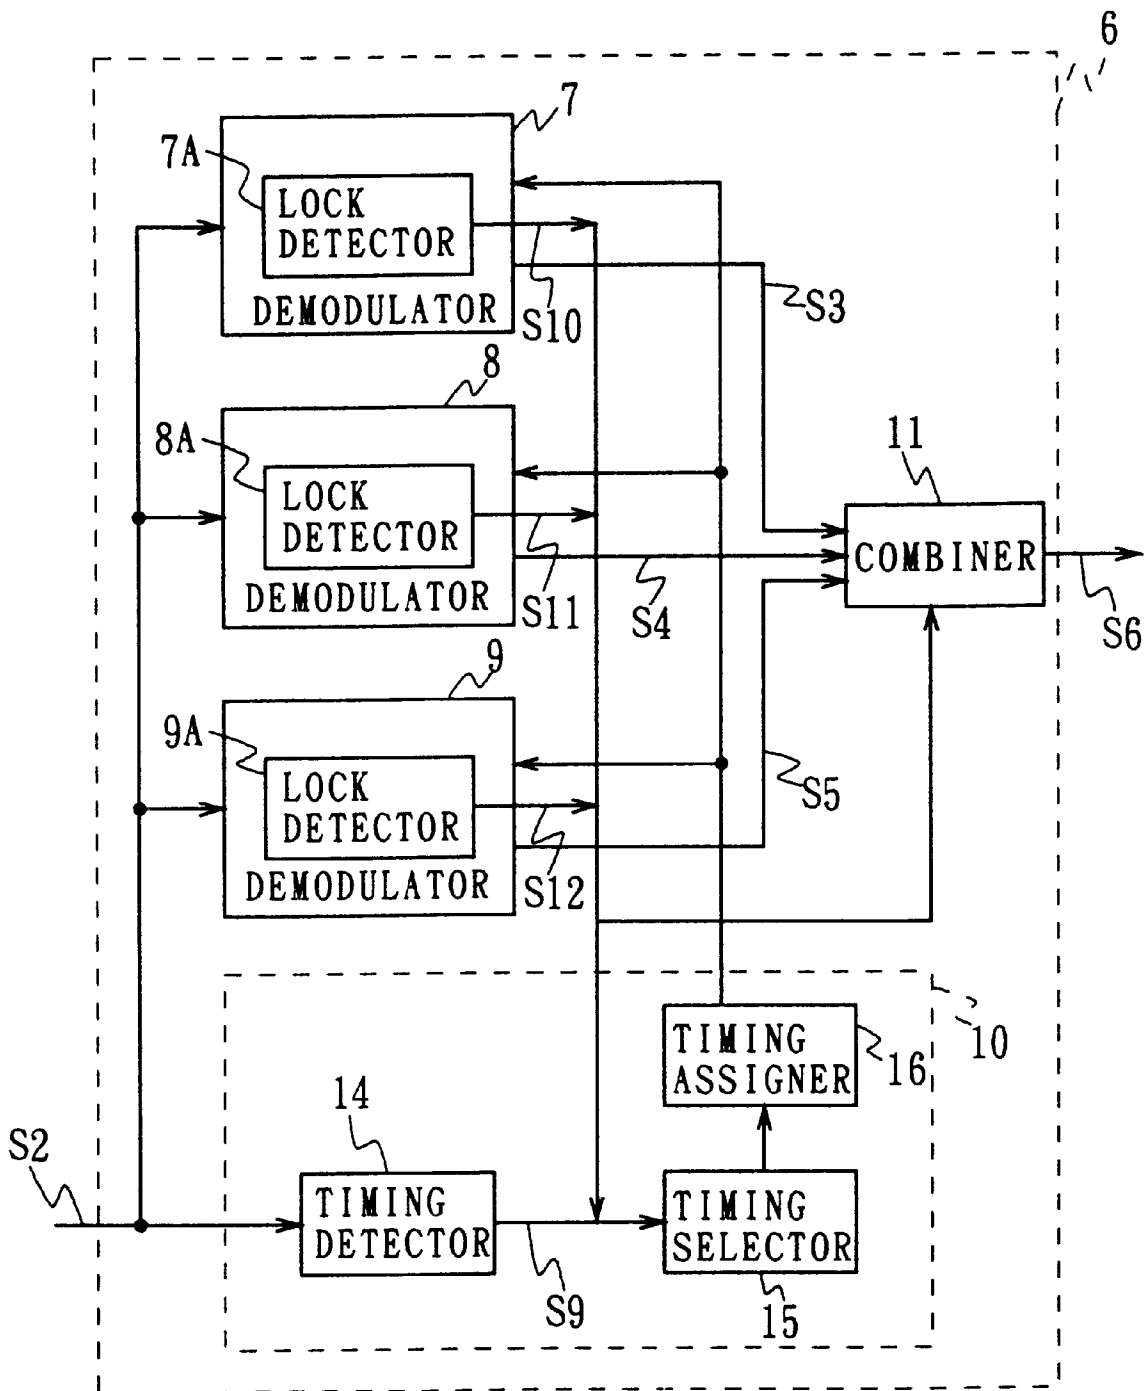 6
7
7A
LOCK
DETECTOR
DEMODULATOR
S10
S3
8
8A
LOCK
DETECTOR
DEMODULATOR
S11
S4
11
COMBINER
S6
9
9A
LOCK
DETECTOR
DEMODULATOR
S12
S5
10
TIMING
ASSIGNER
16
14
S2
TIMING
DETECTOR
S9
TIMING
SELECTOR
15